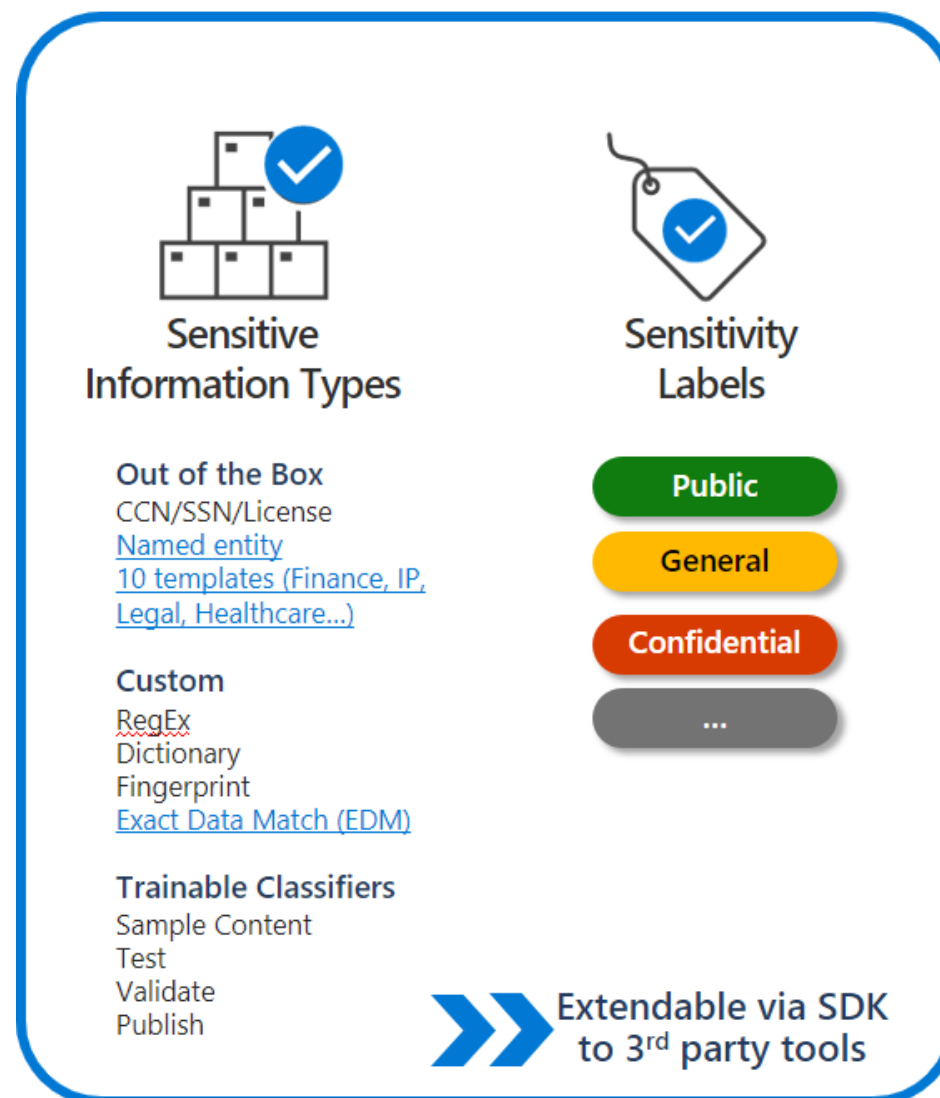 Sensitive
Information Types
Out of the Box
CCN/SSN/License
Named entity
10 templates (Finance, IP,
Legal, Healthcare...)
Custom
RegEx
Dictionary
Fingerprint
Exact Data Match (EDM)
Trainable Classifiers
Sample Content
Test
Validate
Publish
Sensitivity
Labels
Public
General
Confidential
...
Extendable via SDK
to 3rd party tools